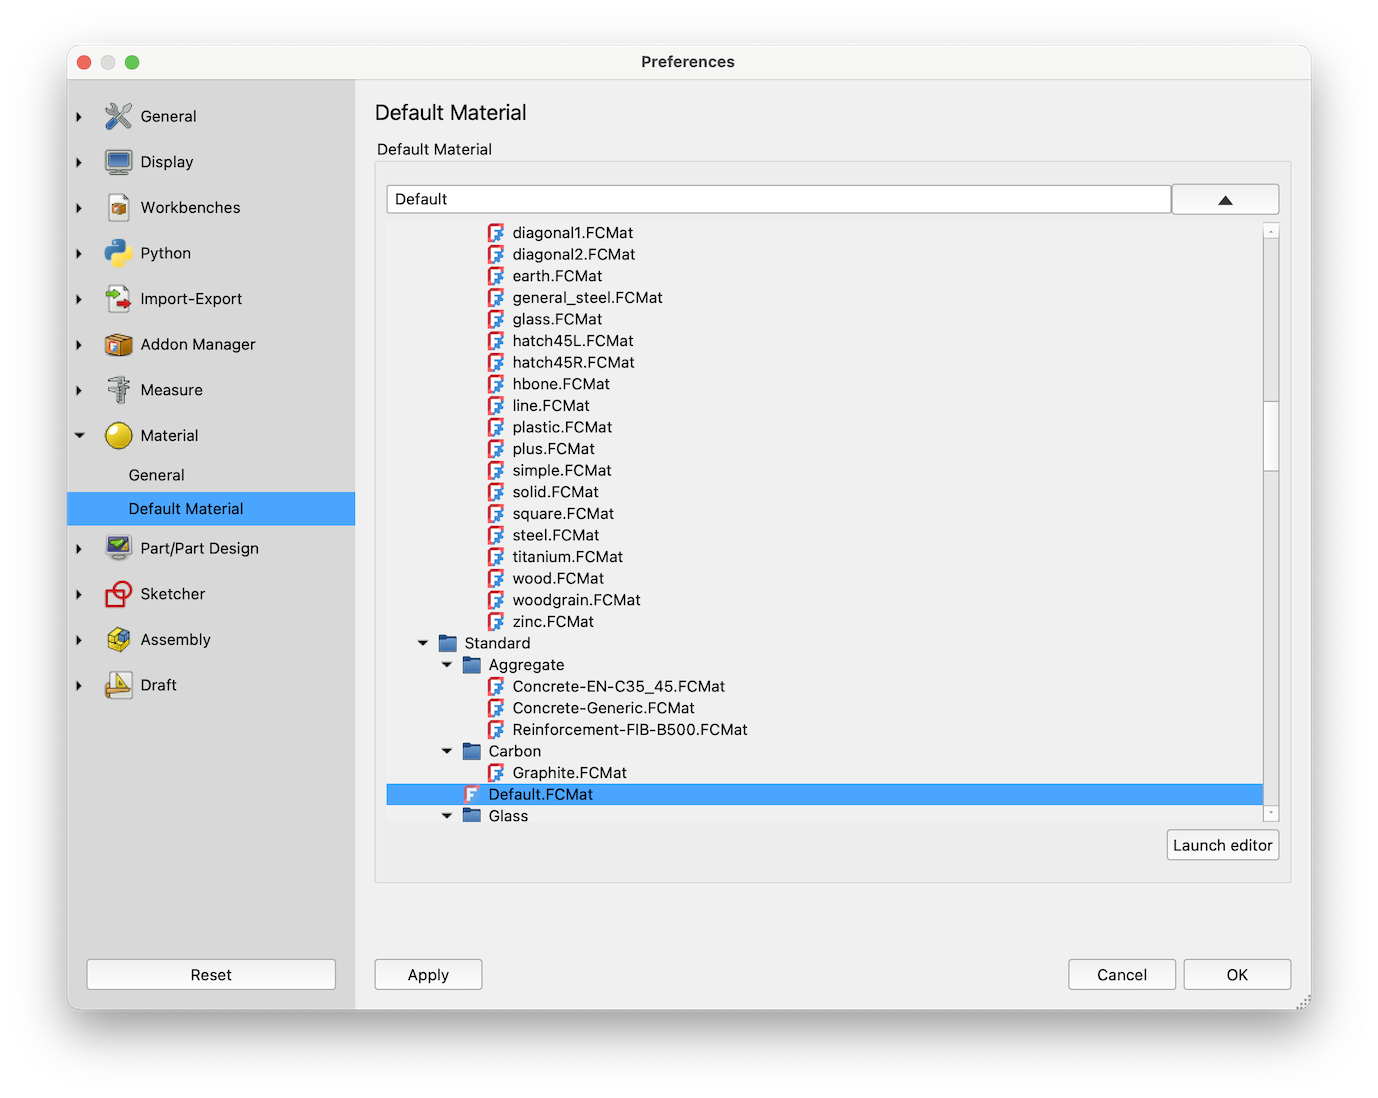 Preferences
General
Display
Workbenches
Python
Import-Export
Addon Manager
Measure
Material
General
Default Material
Part/Part Design
Sketcher
Assembly
Draft
Reset
Default Material
Default Material
Default
diagonal1.FCMat
diagonal2.FCMat
earth.FCMat
general_steel.FCMat
glass.FCMat
hatch45L.FCMat
hatch45R.FCMat
hbone.FCMat
line.FCMat
plastic.FCMat
plus.FCMat
simple.FCMat
solid.FCMat
square.FCMat
steel.FCMat
titanium.FCMat
wood.FCMat
woodgrain.FCMat
zinc.FCMat
Standard
Aggregate
Concrete-EN-C35_45.FCMat
Concrete-Generic.FCMat
Reinforcement-FIB-B500.FCMat
Carbon
Graphite.FCMat
Default.FCMat
Glass
Launch editor
Apply
Cancel
OK